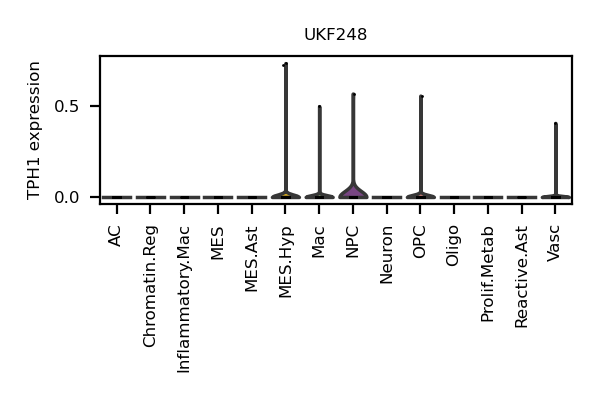 UKF248
TPH1 expression
0.5
0.0
AC
Chromatin.Reg
Inflammatory.Mac
MES
MES.Ast
MES.Hyp
Mac
NPC
Neuron
OPC
Oligo
Prolif.Metab
Reactive.Ast
Vasc